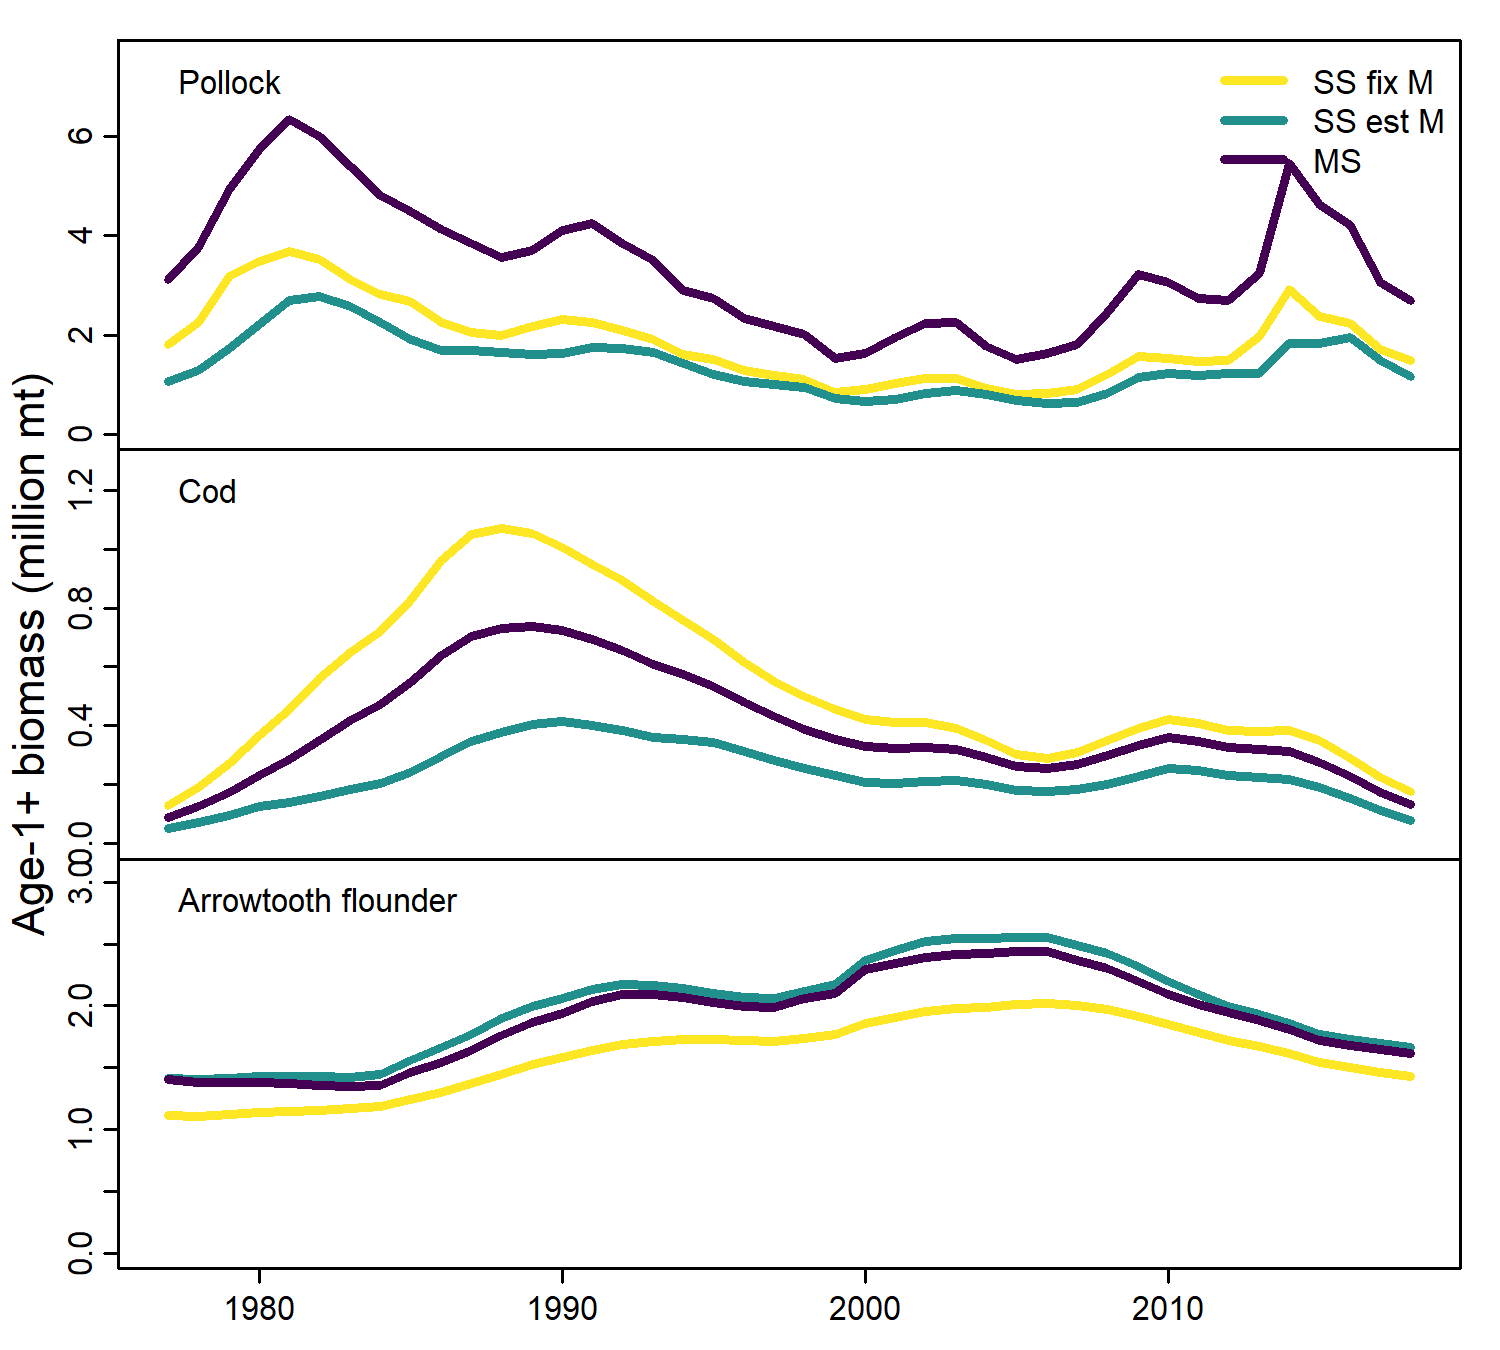 Age-1+ biomass (million mt)
Pollock
SS fix M
SS est M
MS
6
4
2
0
Cod
1.2
0.8
0.4
0.0
Arrowtooth flounder
3.0
2.0
1.0
0.0
1980 1990 2000 2010